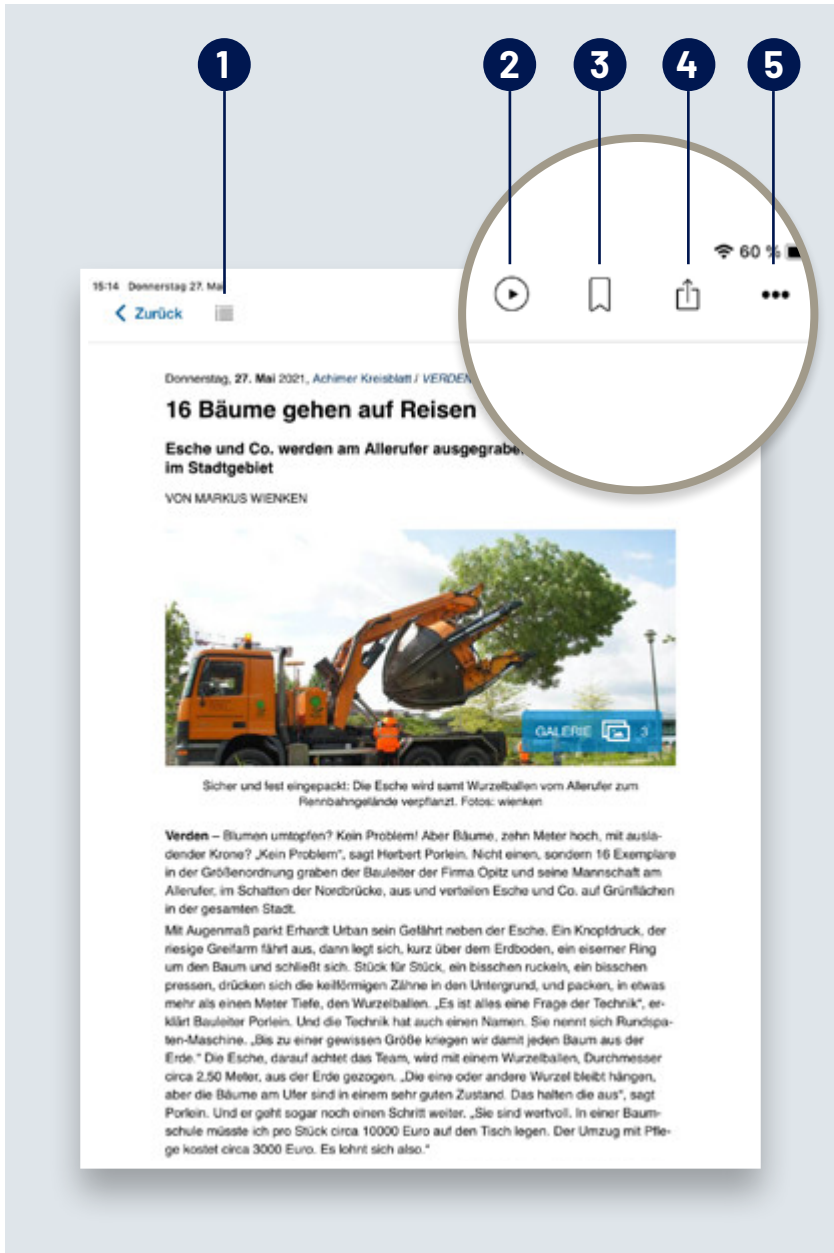 1 2 3 4 5
60 %
15:14 Donnerstag 27. Ma
Zurück
Donnerstag, 27. Mai 2021, Achimer Kreisblatt / VERDEN
16 Bäume gehen auf Reisen
Esche und Co. werden am Allerufer ausgegrabe
im Stadtgebiet
VON MARKUS WIENKEN
GALERIE 3
Sicher und fest eingepackt: Die Esche wird samt Wurzelballen vom Allerufer zum
Rennbahngelände verpflanzt. Fotos: wienken
Verden – Blumen umtopfen? Kein Problem! Aber Bäume, zehn Meter hoch, mit ausla-
dender Krone? „Kein Problem“, sagt Herbert Porlein. Nicht einen, sondern 16 Exemplare
in der Größenordnung graben der Bauleiter der Firma Opitz und seine Mannschaft am
Allerufer, im Schatten der Nordbrücke, aus und verteilen Esche und Co. auf Grünflächen
in der gesamten Stadt.
Mit Augenmaß parkt Erhardt Urban sein Gefährt neben der Esche. Ein Knopfdruck, der
riesige Greifarm fährt aus, dann legt sich, kurz über dem Erdboden, ein eiserner Ring
um den Baum und schließt sich. Stück für Stück, ein bisschen ruckeln, ein bisschen
pressen, drücken sich die keilförmigen Zähne in den Untergrund, und packen, in etwas
mehr als einen Meter Tiefe, den Wurzelballen. „Es ist alles eine Frage der Technik“, er-
klärt Bauleiter Porlein. Und die Technik hat auch einen Namen. Sie nennt sich Rundspa-
ten-Maschine. „Bis zu einer gewissen Größe kriegen wir damit jeden Baum aus der
Erde.“ Die Esche, darauf achtet das Team, wird mit einem Wurzelballen, Durchmesser
circa 2,50 Meter, aus der Erde gezogen. „Die eine oder andere Wurzel bleibt hängen,
aber die Bäume am Ufer sind in einem sehr guten Zustand. Das halten die aus“, sagt
Porlein. Und er geht sogar noch einen Schritt weiter. „Sie sind wertvoll. In einer Baum-
schule müsste ich pro Stück circa 10000 Euro auf den Tisch legen. Der Umzug mit Pfle-
ge kostet circa 3000 Euro. Es lohnt sich also.“